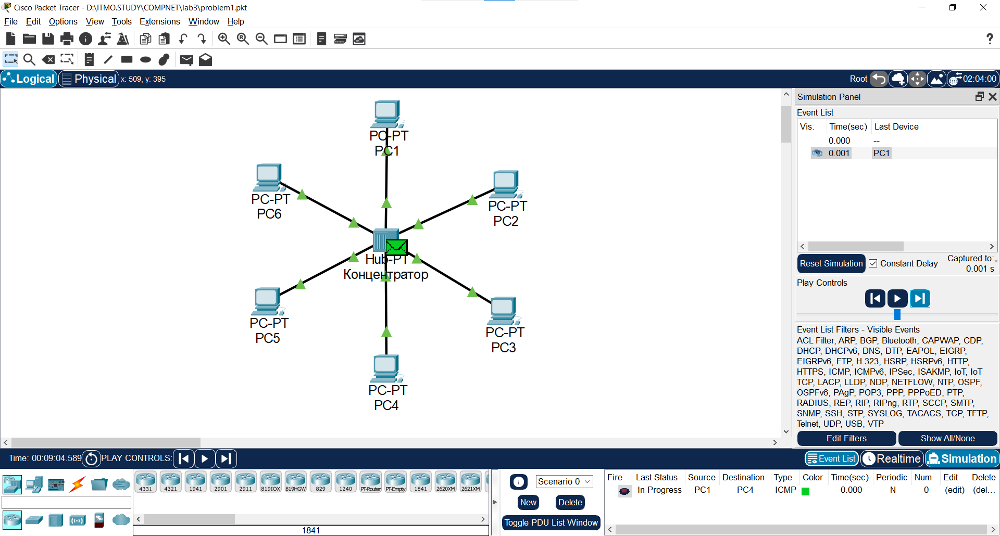 Cisco Packet Tracer - D:\ITMO.STUDY\COMPNET\lab3\problem1.pkt
File Edit Options View Tools Extensions Window Help
Logical Physical x: 509, y: 395 Root 02:04:00
PC-PT
PC1
PC-PT
PC6
PC-PT
PC2
Hub-PT
Концентратор
PC-PT
PC5
PC-PT
PC3
PC-PT
PC4
Simulation Panel
Event List
Vis. Time(sec) Last Device
0.000 --
0.001 PC1
Reset Simulation Constant Delay Captured to:
0.001 s
Play Controls
Event List Filters - Visible Events
ACL Filter, ARP, BGP, Bluetooth, CAPWAP, CDP,
DHCP, DHCPv6, DNS, DTP, EAPOL, EIGRP,
EIGRPv6, FTP, H.323, HSRP, HSRPv6, HTTP,
HTTPS, ICMP, ICMPv6, IPSec, ISAKMP, IoT, IoT
TCP, LACP, LLDP, NDP, NETFLOW, NTP, OSPF,
OSPFv6, PAgP, POP3, PPP, PPPoED, PTP,
RADIUS, REP, RIP, RIPng, RTP, SCCP, SMTP,
SNMP, SSH, STP, SYSLOG, TACACS, TCP, TFTP,
Telnet, UDP, USB, VTP
Edit Filters Show All/None
Time: 00:09:04.589 PLAY CONTROLS: Event List Realtime Simulation
4331 4321 1941 2901 2911 819IOX 819HGW 829 1240 PT-Router PT-Empty 1841 2620XM 2621XM
1841
Scenario 0
New Delete
Toggle PDU List Window
Fire Last Status Source Destination Type Color Time(sec) Periodic Num Edit Delete
In Progress PC1 PC4 ICMP 0.000 N 0 (edit) (del...